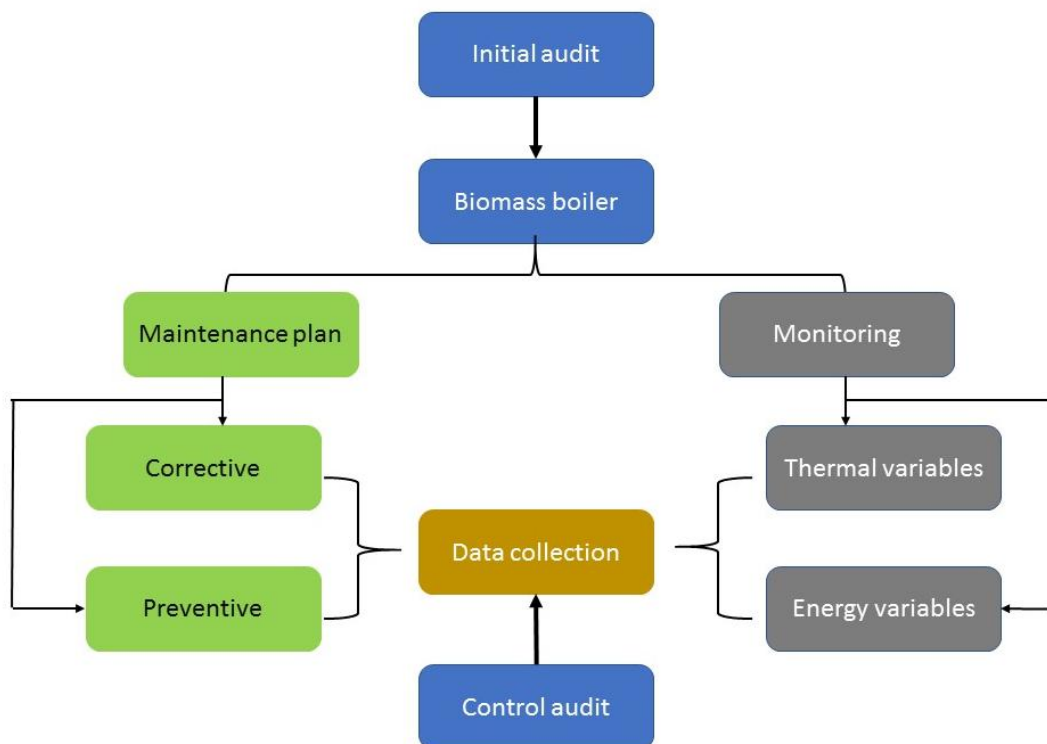 Initial audit
Biomass boiler
Maintenance plan
Monitoring
Corrective
Thermal variables
Data collection
Preventive
Energy variables
Control audit